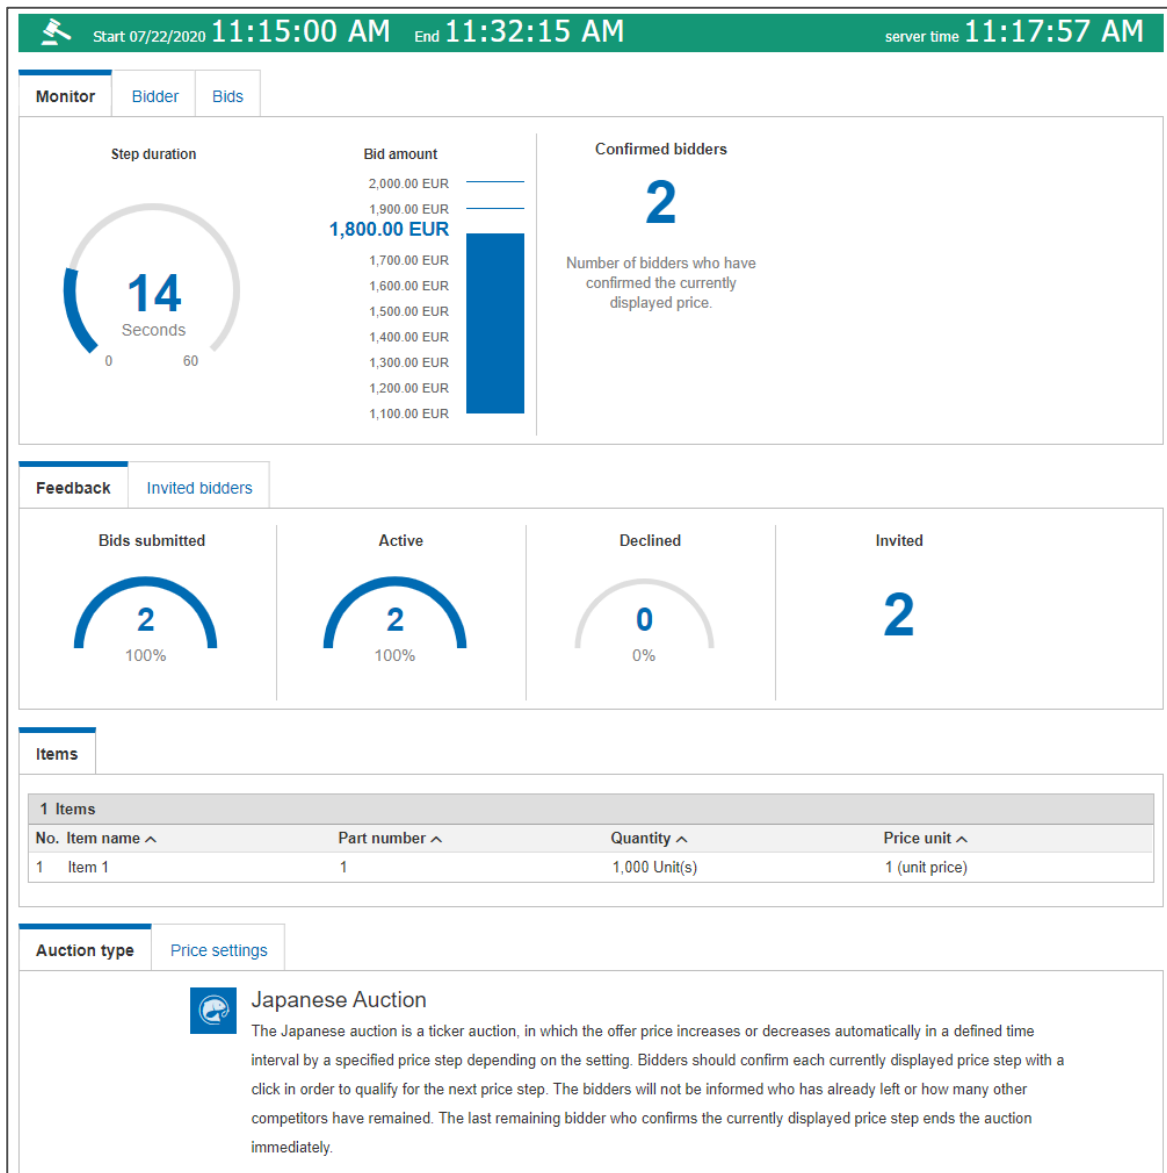 Start 07/22/2020 11:15:00 AM End 11:32:15 AM server time 11:17:57 AM
Monitor Bidder Bids
Step duration
14
Seconds
0 60
Bid amount
2,000.00 EUR
1,900.00 EUR
1,800.00 EUR
1,700.00 EUR
1,600.00 EUR
1,500.00 EUR
1,400.00 EUR
1,300.00 EUR
1,200.00 EUR
1,100.00 EUR
Confirmed bidders
2
Number of bidders who have
confirmed the currently
displayed price.
Feedback Invited bidders
Bids submitted Active Declined Invited
2 2 0 2
100% 100% 0%
Items
1 Items
No. Item name Part number Quantity Price unit
1 Item 1 1 1,000 Unit(s) 1 (unit price)
Auction type Price settings
Japanese Auction
The Japanese auction is a ticker auction, in which the offer price increases or decreases automatically in a defined time
interval by a specified price step depending on the setting. Bidders should confirm each currently displayed price step with a
click in order to qualify for the next price step. The bidders will not be informed who has already left or how many other
competitors have remained. The last remaining bidder who confirms the currently displayed price step ends the auction
immediately.